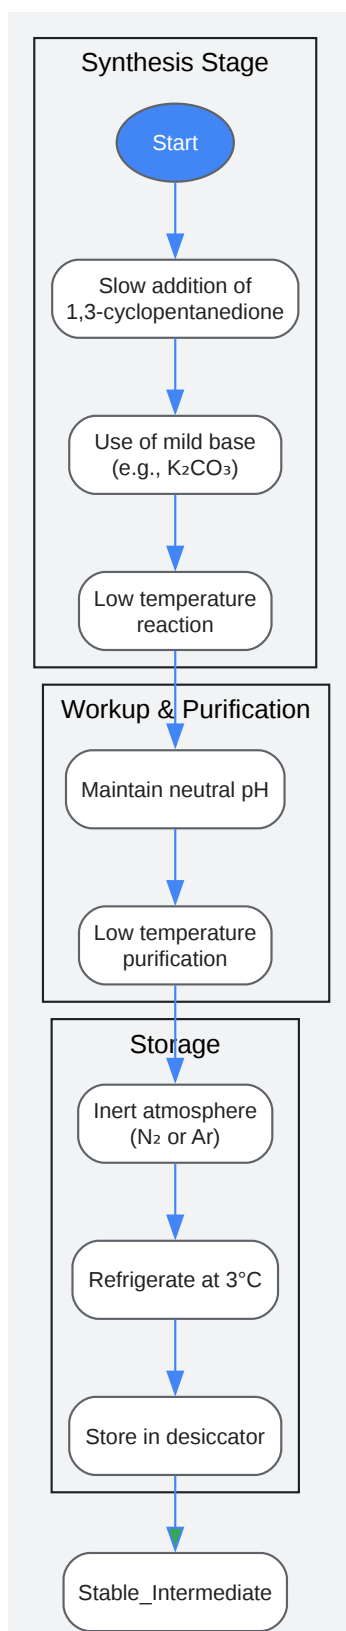 Synthesis Stage
Start
Slow addition of
1,3-cyclopentanedione
Use of mild base
(e.g., K₂CO₃)
Low temperature
reaction
Workup & Purification
Maintain neutral pH
Low temperature
purification
Storage
Inert atmosphere
(N₂ or Ar)
Refrigerate at 3°C
Store in desiccator
Stable_Intermediate